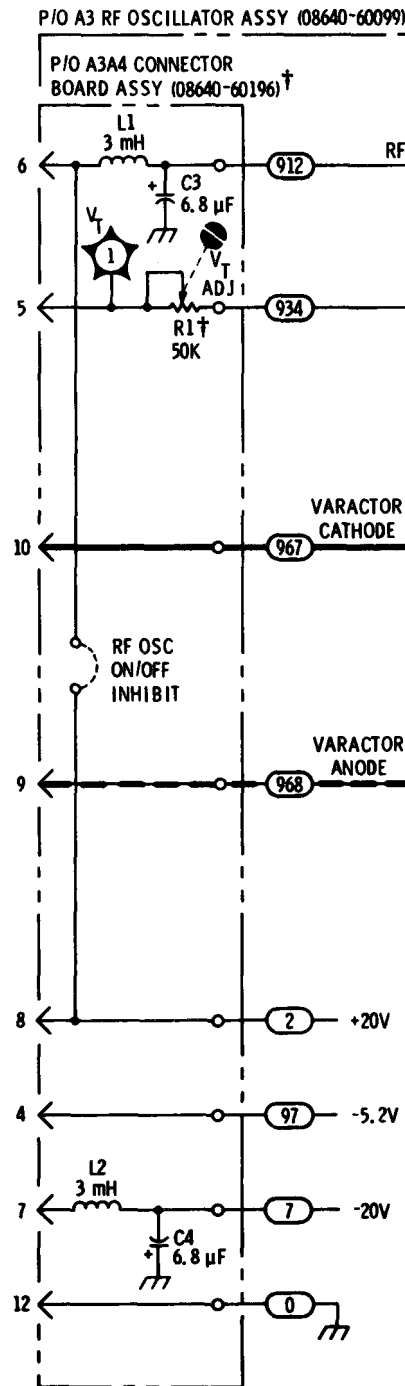 P/O A3 RF OSCILLATOR ASSY (08640-60099)
P/O A3A4 CONNECTOR
BOARD ASSY (08640-60196)†
L1
3 mH
6
912
RF
+
C3
6.8 µF
VT
1
VT
ADJ
5
934
R1†
50K
VARACTOR
CATHODE
10
967
RF OSC
ON/OFF
INHIBIT
VARACTOR
ANODE
9
968
8
2
+20V
4
97
-5.2V
L2
3 mH
7
7
-20V
C4
+
6.8 µF
12
0